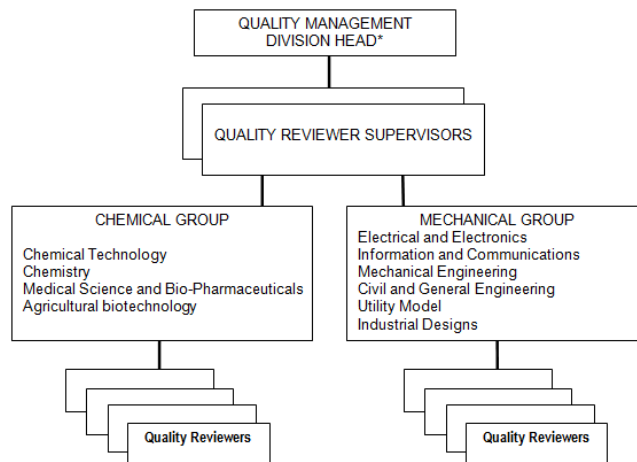 QUALITY MANAGEMENT
DIVISION HEAD*
QUALITY REVIEWER SUPERVISORS
CHEMICAL GROUP
Chemical Technology
Chemistry
Medical Science and Bio-Pharmaceuticals
Agricultural biotechnology
MECHANICAL GROUP
Electrical and Electronics
Information and Communications
Mechanical Engineering
Civil and General Engineering
Utility Model
Industrial Designs
Quality Reviewers
Quality Reviewers